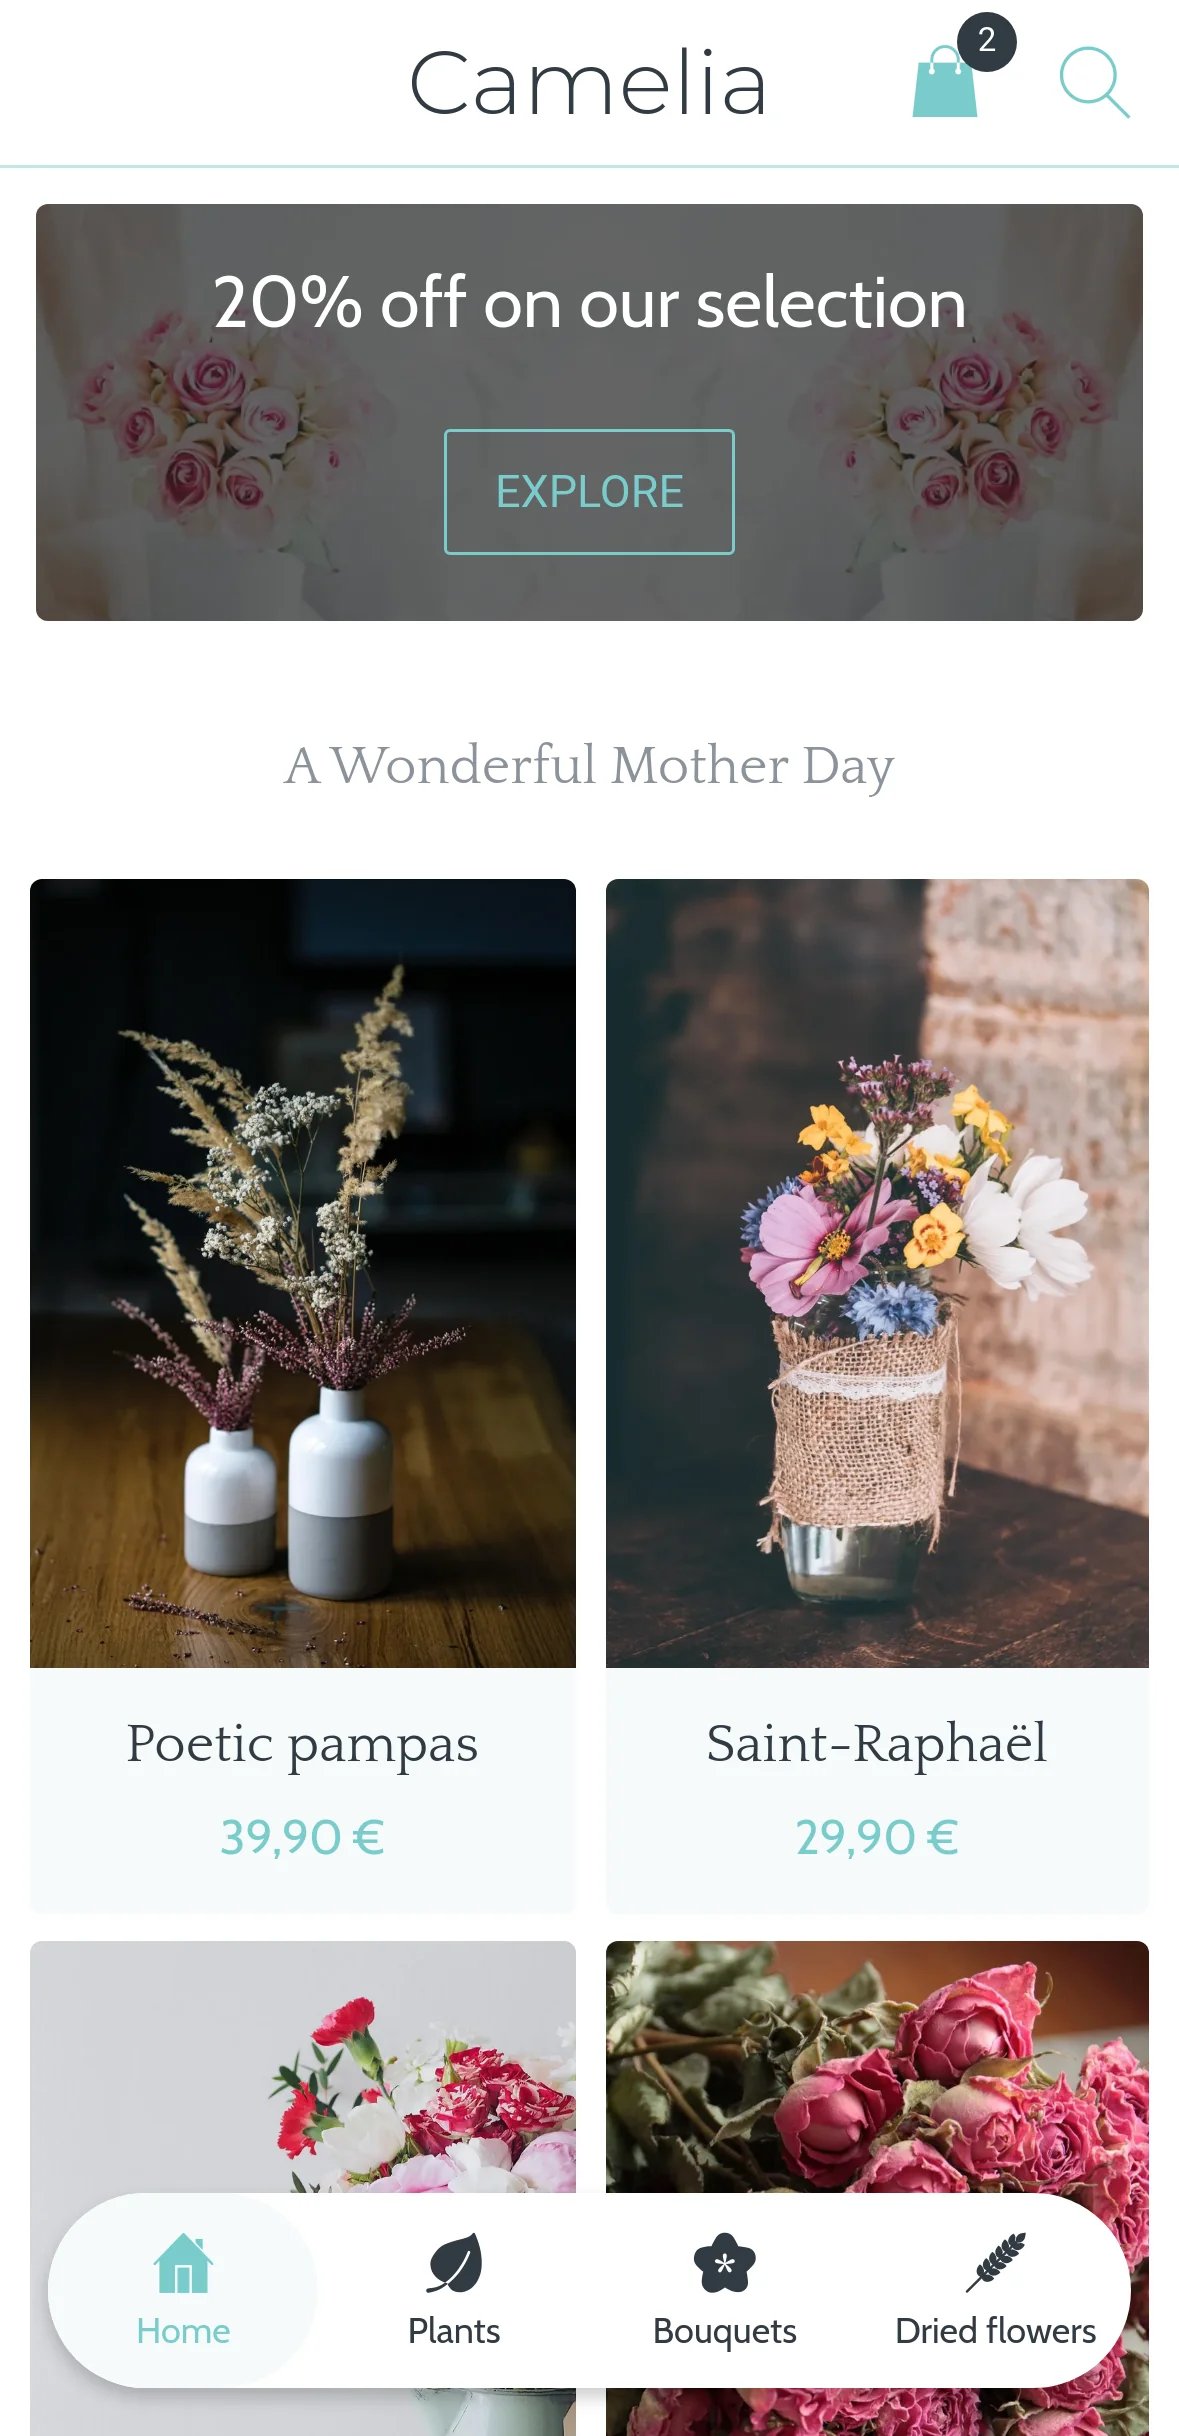 Camelia
2
20% off on our selection
EXPLORE
A Wonderful Mother Day
Poetic pampas
39,90 €
Saint-Raphaël
29,90 €
Home
Plants
Bouquets
Dried flowers